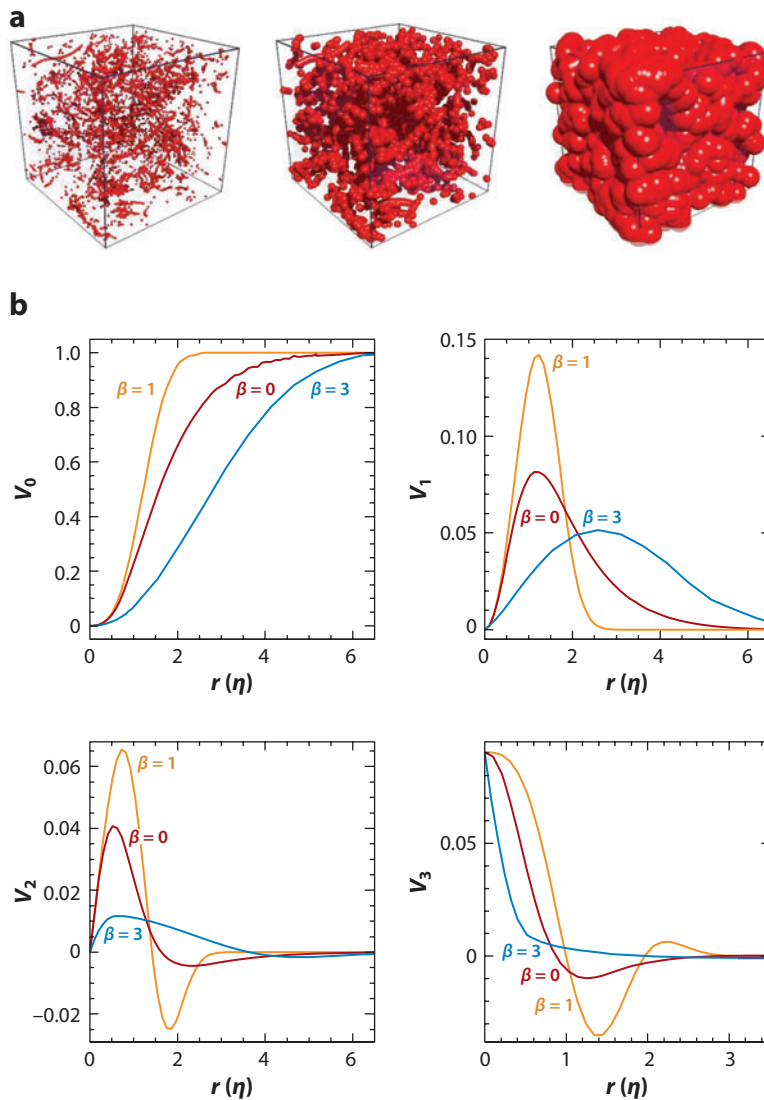 a
b
1.0
0.8
0.6
0.4
0.2
0
V0
β = 1
β = 0
β = 3
0
2
4
6
r (η)
0.15
0.10
0.05
0
V1
β = 1
β = 0
β = 3
0
2
4
6
r (η)
0.06
0.04
0.02
0
−0.02
V2
β = 1
β = 0
β = 3
0
2
4
6
r (η)
0.05
0
V3
β = 3
β = 0
β = 1
0
1
2
3
r (η)